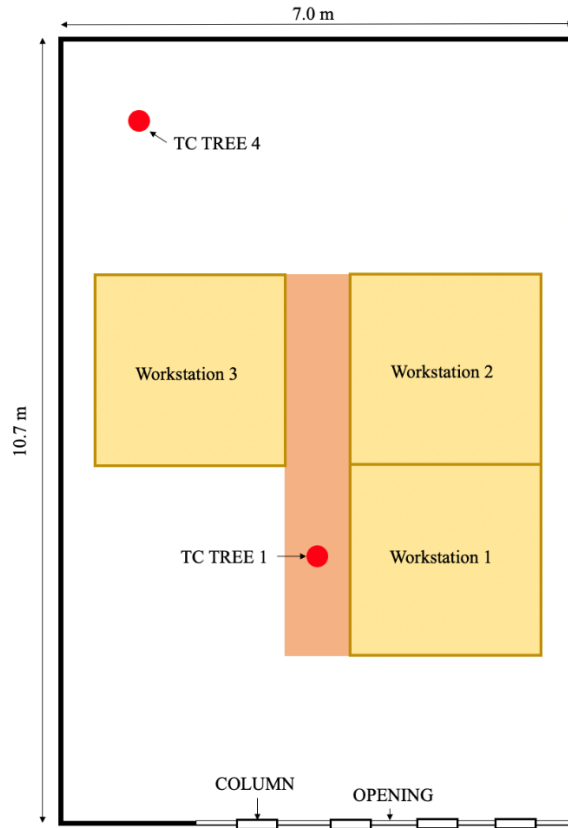 7.0 m
TC TREE 4
Workstation 3
Workstation 2
10.7 m
TC TREE 1
Workstation 1
COLUMN
OPENING